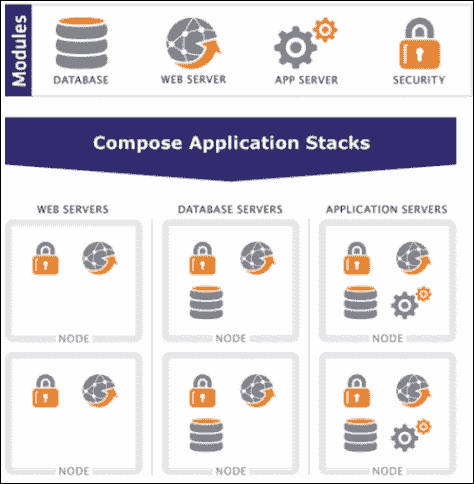 Modules
DATABASE
WEB SERVER
APP SERVER
SECURITY
Compose Application Stacks
WEB SERVERS
DATABASE SERVERS
APPLICATION SERVERS
NODE
NODE
NODE
NODE
NODE
NODE